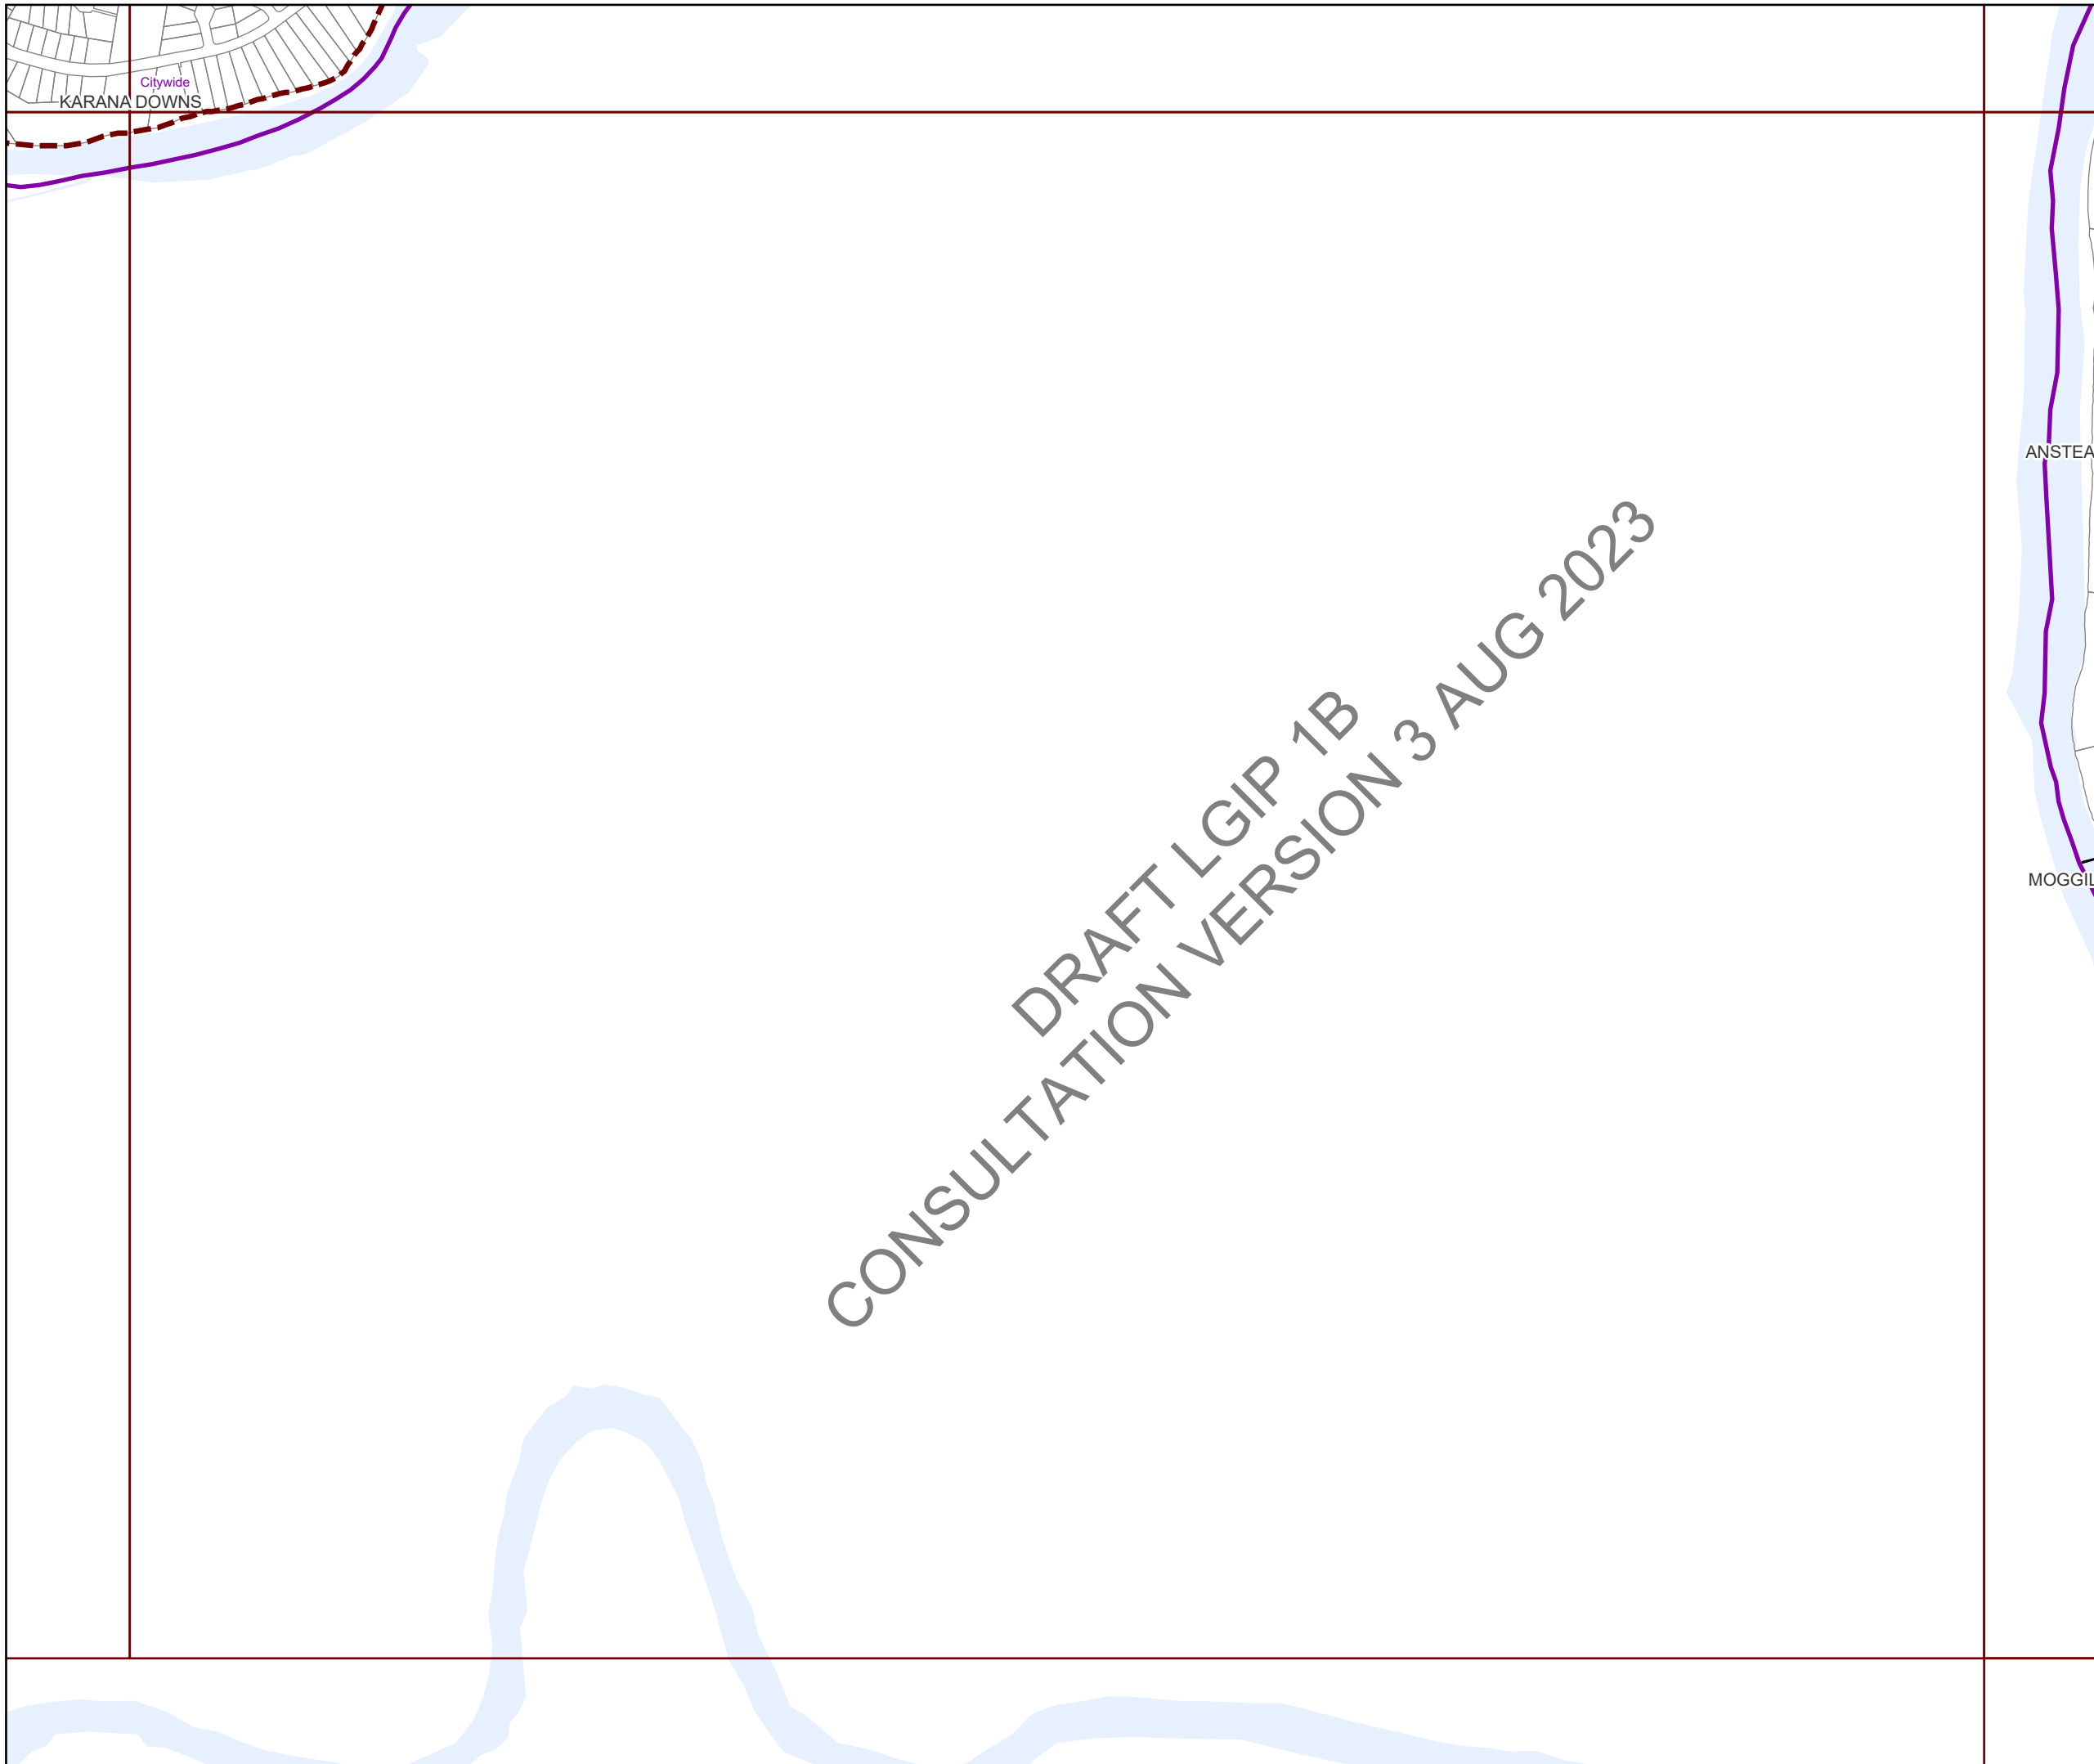 Citywide
KARANA DOWNS
ANSTEA
DRAFT LGIP 1B
CONSULTATION VERSION 3 AUG 2023
MOGGIL